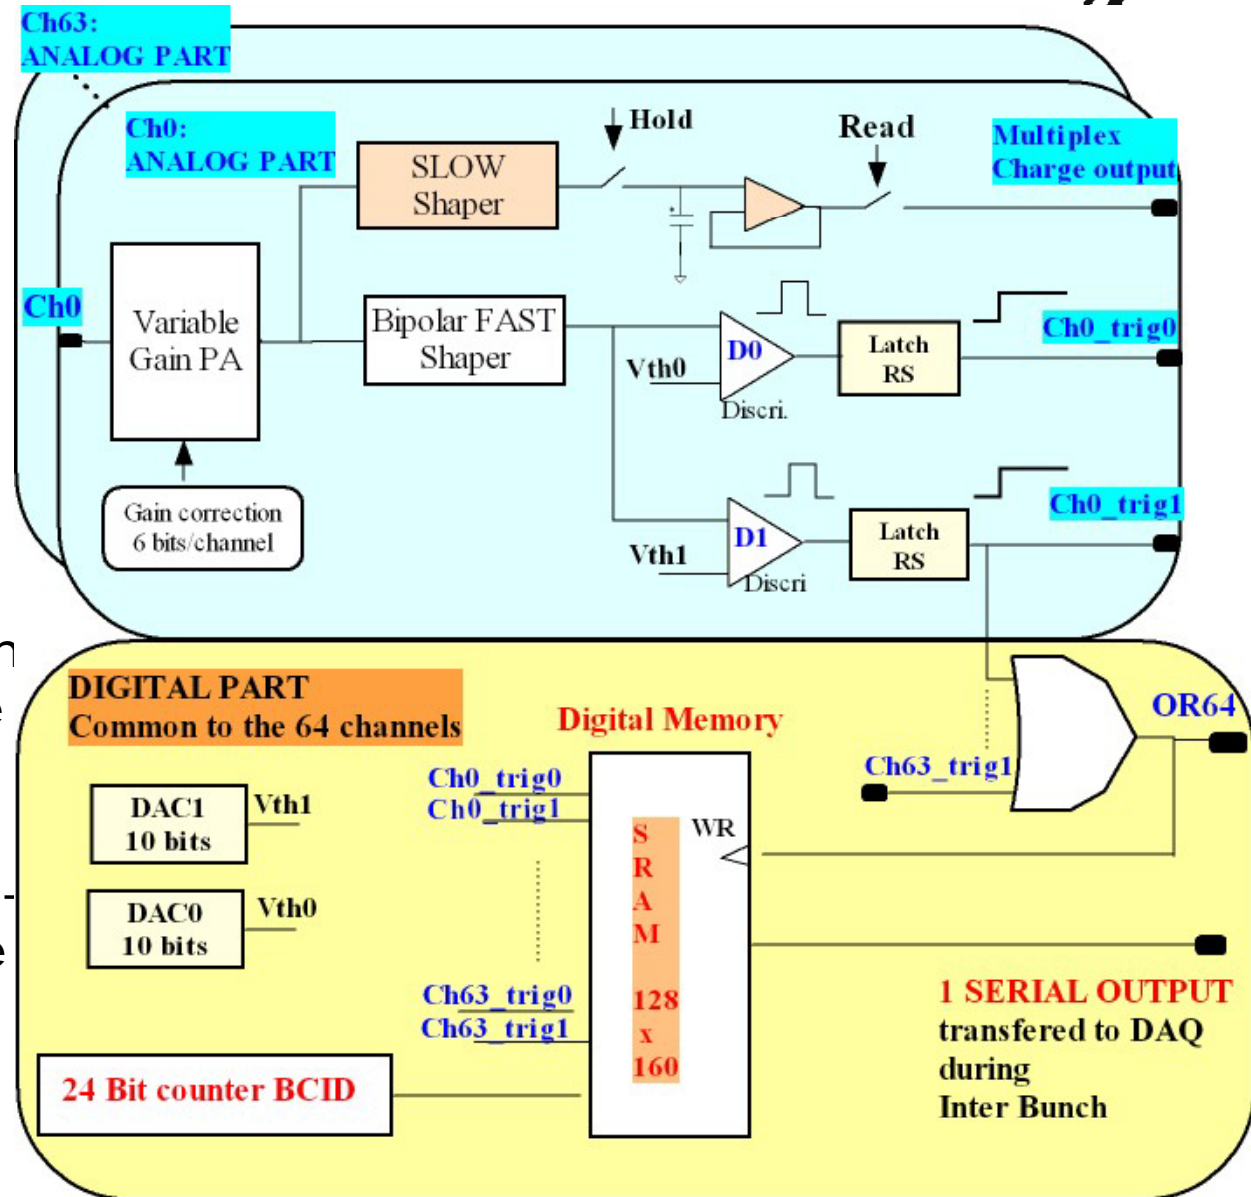 Ch63:
ANALOG PART
Ch0:
ANALOG PART
Hold
Read
Multiplex
Charge output
SLOW
Shaper
Ch0
Variable
Gain PA
Bipolar FAST
Shaper
Vth0
D0
Discri.
Latch
RS
Ch0_trig0
Gain correction
6 bits/channel
Vth1
D1
Discri
Latch
RS
Ch0_trig1
DIGITAL PART
Common to the 64 channels
Digital Memory
OR64
Ch63_trig1
Ch0_trig0
Ch0_trig1
DAC1
10 bits
Vth1
WR
DAC0
10 bits
Vth0
SRAM
128
x
160
Ch63_trig0
Ch63_trig1
24 Bit counter BCID
1 SERIAL OUTPUT
transfered to DAQ
during
Inter Bunch